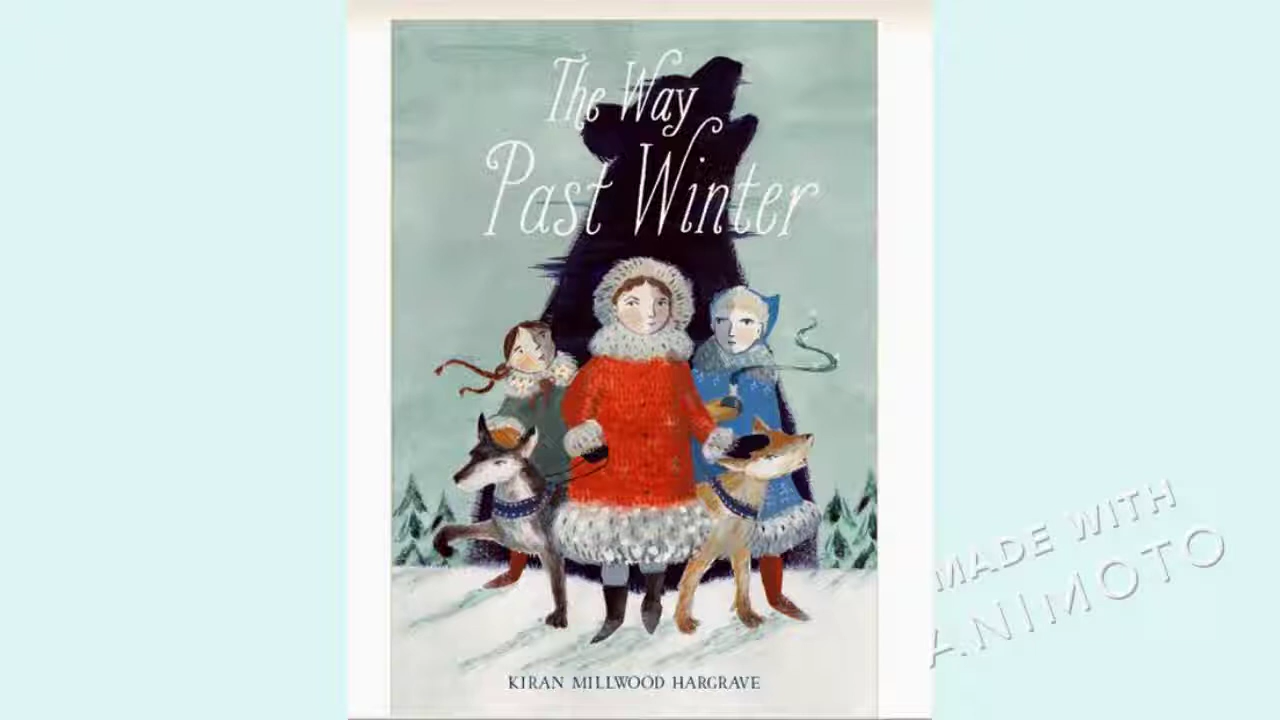 The Way
Past Winter
KIRAN MILLWOOD HARGRAVE
MADE WITH
ANIMOTO